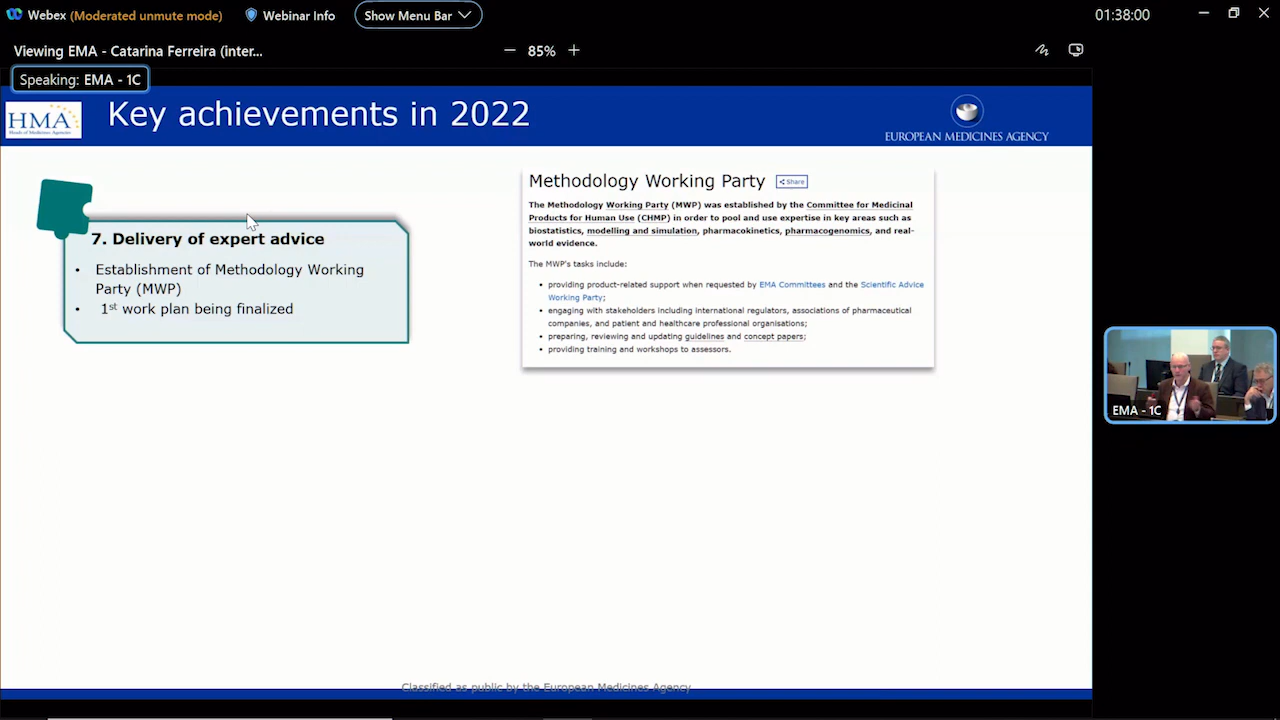 Webex (Moderated unmute mode) Webinar Info Show Menu Bar 01:38:00
Viewing EMA - Catarina Ferreira (inter... 85%
Speaking: EMA - 1C
HMA
Heads of Medicines Agencies
Key achievements in 2022
EUROPEAN MEDICINES AGENCY
7. Delivery of expert advice
• Establishment of Methodology Working
Party (MWP)
• 1st work plan being finalized
Methodology Working Party Share
The Methodology Working Party (MWP) was established by the Committee for Medicinal
Products for Human Use (CHMP) in order to pool and use expertise in key areas such as
biostatistics, modelling and simulation, pharmacokinetics, pharmacogenomics, and real-
world evidence.
The MWP's tasks include:
• providing product-related support when requested by EMA Committees and the Scientific Advice
Working Party;
• engaging with stakeholders including international regulators, associations of pharmaceutical
companies, and patient and healthcare professional organisations;
• preparing, reviewing and updating guidelines and concept papers;
• providing training and workshops to assessors.
EMA - 1C
Classified as public by the European Medicines Agency